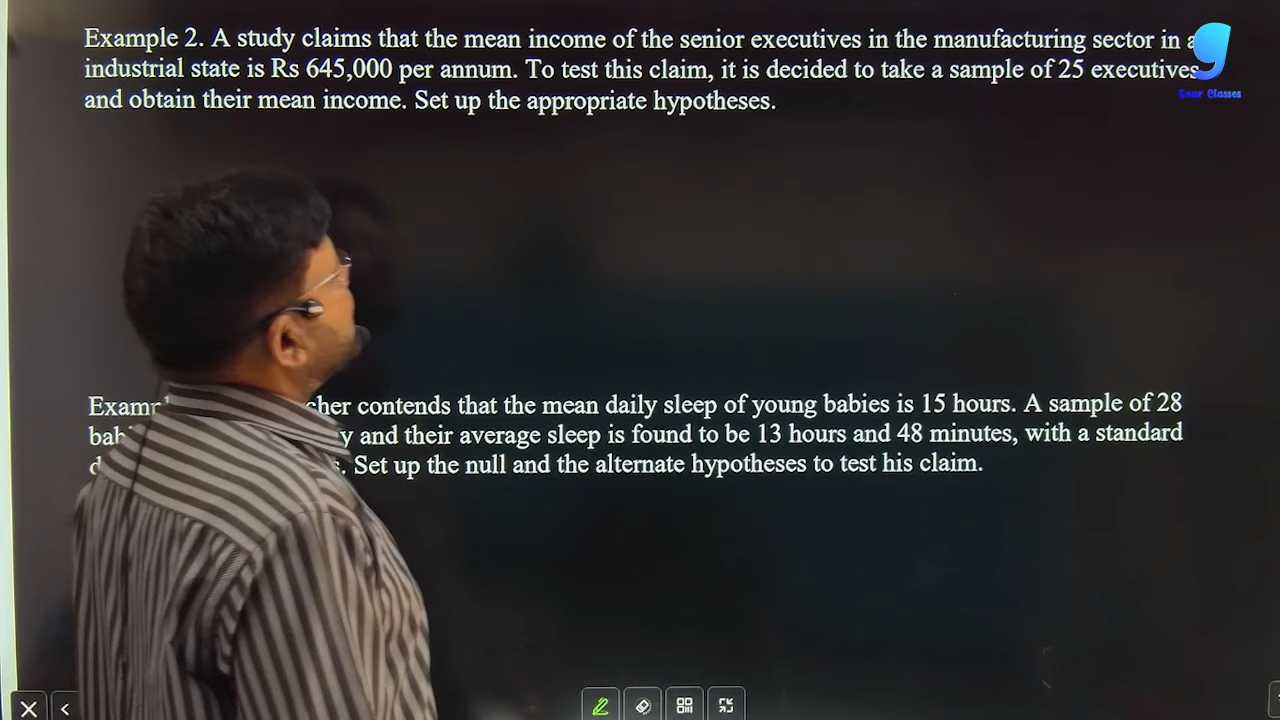 Example 2. A study claims that the mean income of the senior executives in the manufacturing sector in a
industrial state is Rs 645,000 per annum. To test this claim, it is decided to take a sample of 25 executives
and obtain their mean income. Set up the appropriate hypotheses.
Gaur Classes
contends that the mean daily sleep of young babies is 15 hours. A sample of 28
and their average sleep is found to be 13 hours and 48 minutes, with a standard
Set up the null and the alternate hypotheses to test his claim.